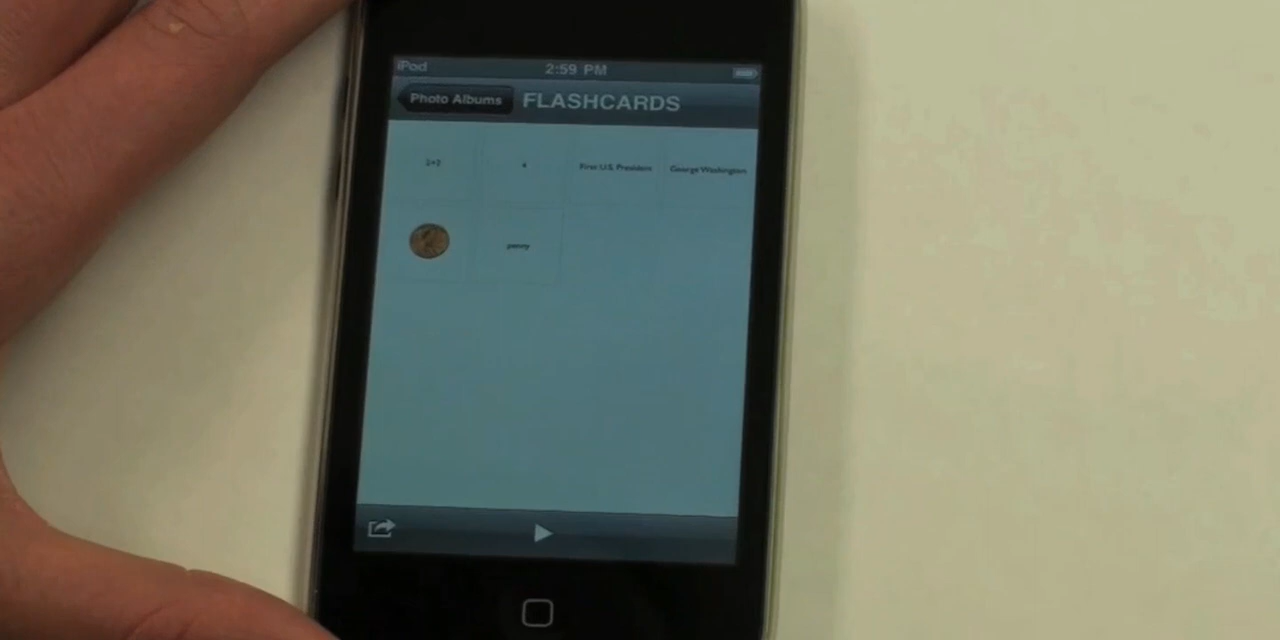 iPod 2:59 PM
Photo Albums FLASHCARDS
2+2 4 First U.S. President George Washington
penny